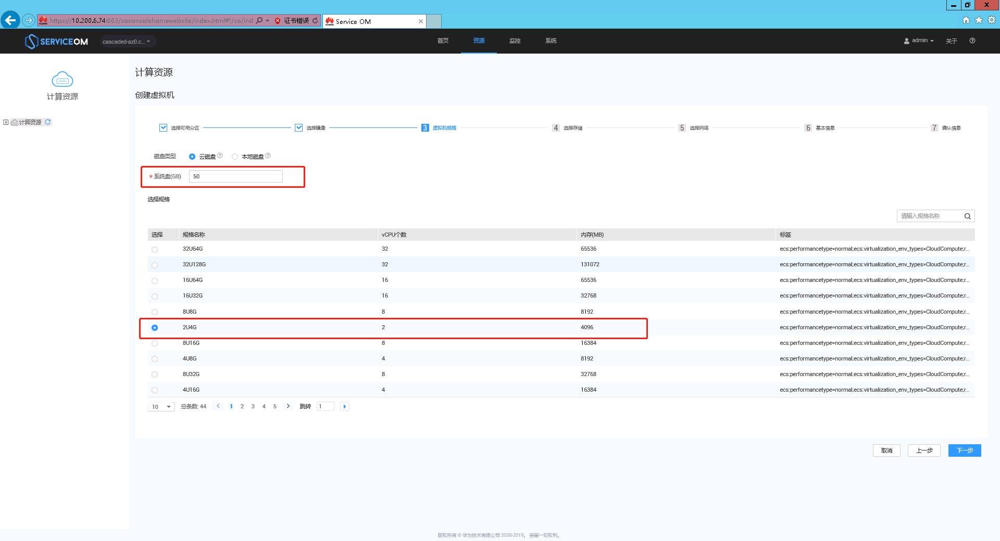 https://10.200.6.74:663/soconsolehomewebsite/index.html#!/so/ind 证书错误 Service OM
SERVICEOM cascaded-az0.c... 首页 资源 监控 系统 admin 关于
计算资源
计算资源
计算资源
创建虚拟机
选择可用分区 选择镜像 3 虚拟机规格 4 选择存储 5 选择网络 6 基本信息 7 确认信息
磁盘类型 云磁盘 本地磁盘
* 系统盘(GB) 50
选择规格
请输入规格名称
选择 规格名称 vCPU个数 内存(MB) 标签
32U64G 32 65536 ecs:performancetype=normal;ecs:virtualization_env_types=CloudCompute;r...
32U128G 32 131072 ecs:performancetype=normal;ecs:virtualization_env_types=CloudCompute;r...
16U64G 16 65536 ecs:performancetype=normal;ecs:virtualization_env_types=CloudCompute;r...
16U32G 16 32768 ecs:performancetype=normal;ecs:virtualization_env_types=CloudCompute;r...
8U8G 8 8192 ecs:performancetype=normal;ecs:virtualization_env_types=CloudCompute;r...
2U4G 2 4096 ecs:performancetype=normal;ecs:virtualization_env_types=CloudCompute;r...
8U16G 8 16384 ecs:performancetype=normal;ecs:virtualization_env_types=CloudCompute;r...
4U8G 4 8192 ecs:performancetype=normal;ecs:virtualization_env_types=CloudCompute;r...
8U32G 8 32768 ecs:performancetype=normal;ecs:virtualization_env_types=CloudCompute;r...
4U16G 4 16384 ecs:performancetype=normal;ecs:virtualization_env_types=CloudCompute;r...
10 总条数: 44 1 2 3 4 5 跳转 1
取消 上一步 下一步
版权所有 © 华为技术有限公司 2008-2019。 保留一切权利。